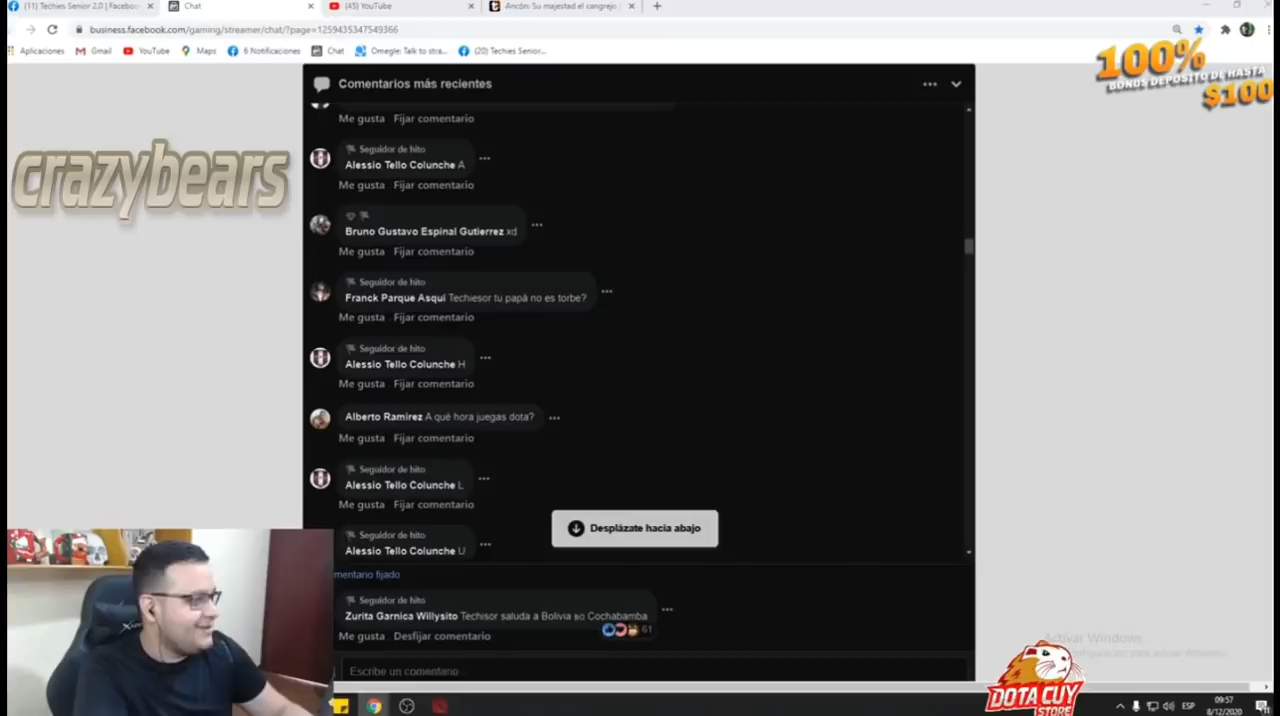 (11) Techies Senior 2.0 | Faceboo
Chat
(45) YouTube
Ancón: Su majestad el cangrejo
business.facebook.com/gaming/streamer/chat/?page=1259435347549366
Aplicaciones
Gmail
YouTube
Maps
6 Notificaciones
Chat
Omegle: Talk to stra...
(20) Techies Senior...
100%
BONUS DEPOSITO DE HASTA
$100
crazybears
Comentarios más recientes
Me gusta Fijar comentario
Seguidor de hito
Alessio Tello Colunche A
Me gusta Fijar comentario
Bruno Gustavo Espinal Gutierrez xd
Me gusta Fijar comentario
Seguidor de hito
Franck Parque Asqui Techiesor tu papá no es torbe?
Me gusta Fijar comentario
Seguidor de hito
Alessio Tello Colunche H
Me gusta Fijar comentario
Alberto Ramirez A qué hora juegas dota?
Me gusta Fijar comentario
Seguidor de hito
Alessio Tello Colunche L
Me gusta Fijar comentario
Seguidor de hito
Alessio Tello Colunche U
Desplázate hacia abajo
mentario fijado
Seguidor de hito
Zurita Garnica Willysito Techisor saluda a Bolivia BO Cochabamba
61
Me gusta Desfijar comentario
Escribe un comentario
Activar Windows
DOTA CUY
STORE
ESP
09:57
8/12/2020